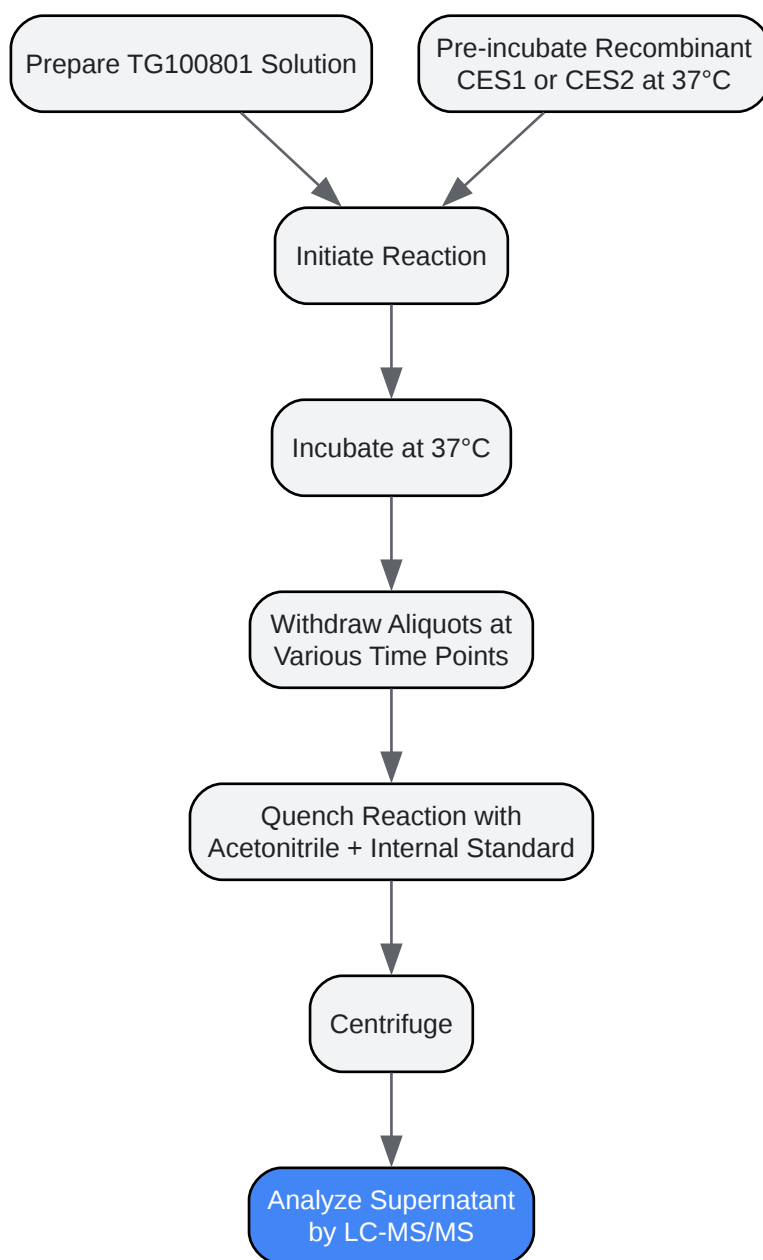 Prepare TG100801 Solution
Pre-incubate Recombinant
CES1 or CES2 at 37°C
Initiate Reaction
Incubate at 37°C
Withdraw Aliquots at
Various Time Points
Quench Reaction with
Acetonitrile + Internal Standard
Centrifuge
Analyze Supernatant
by LC-MS/MS